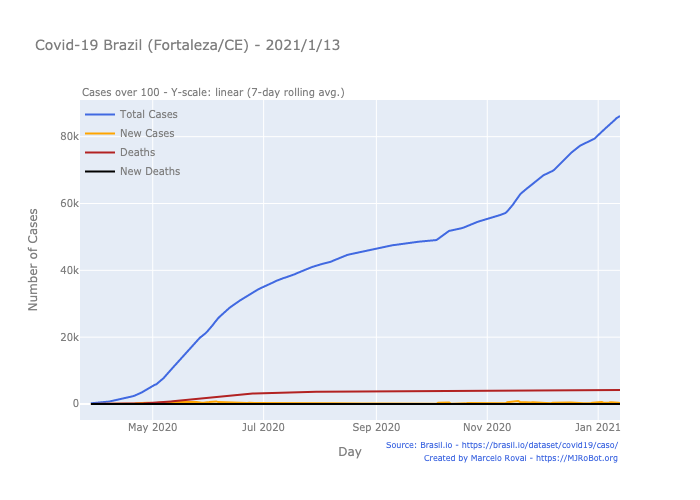 Covid-19 Brazil (Fortaleza/CE) - 2021/1/13
Cases over 100 - Y-scale: linear (7-day rolling avg.)
Total Cases
New Cases
Deaths
New Deaths
80k
60k
40k
20k
0
Number of Cases
May 2020
Jul 2020
Sep 2020
Nov 2020
Jan 2021
Day
Source: Brasil.io - https://brasil.io/dataset/covid19/caso/
Created by Marcelo Rovai - https://MJRoBot.org